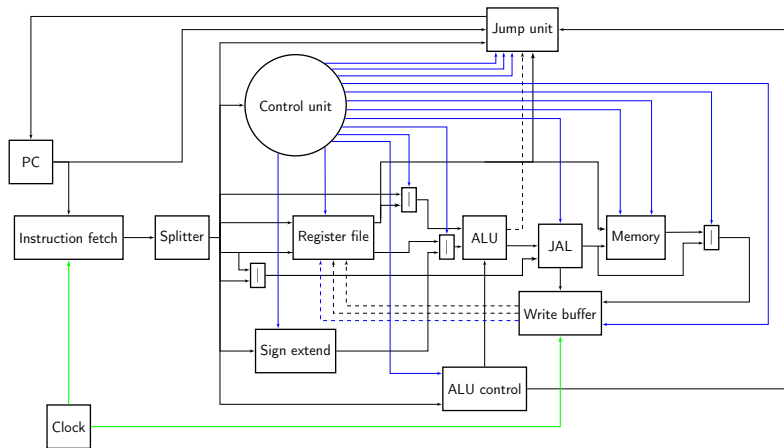 Jump unit
Control unit
PC
Instruction fetch
Splitter
Register file
ALU
JAL
Memory
Write buffer
Sign extend
ALU control
Clock